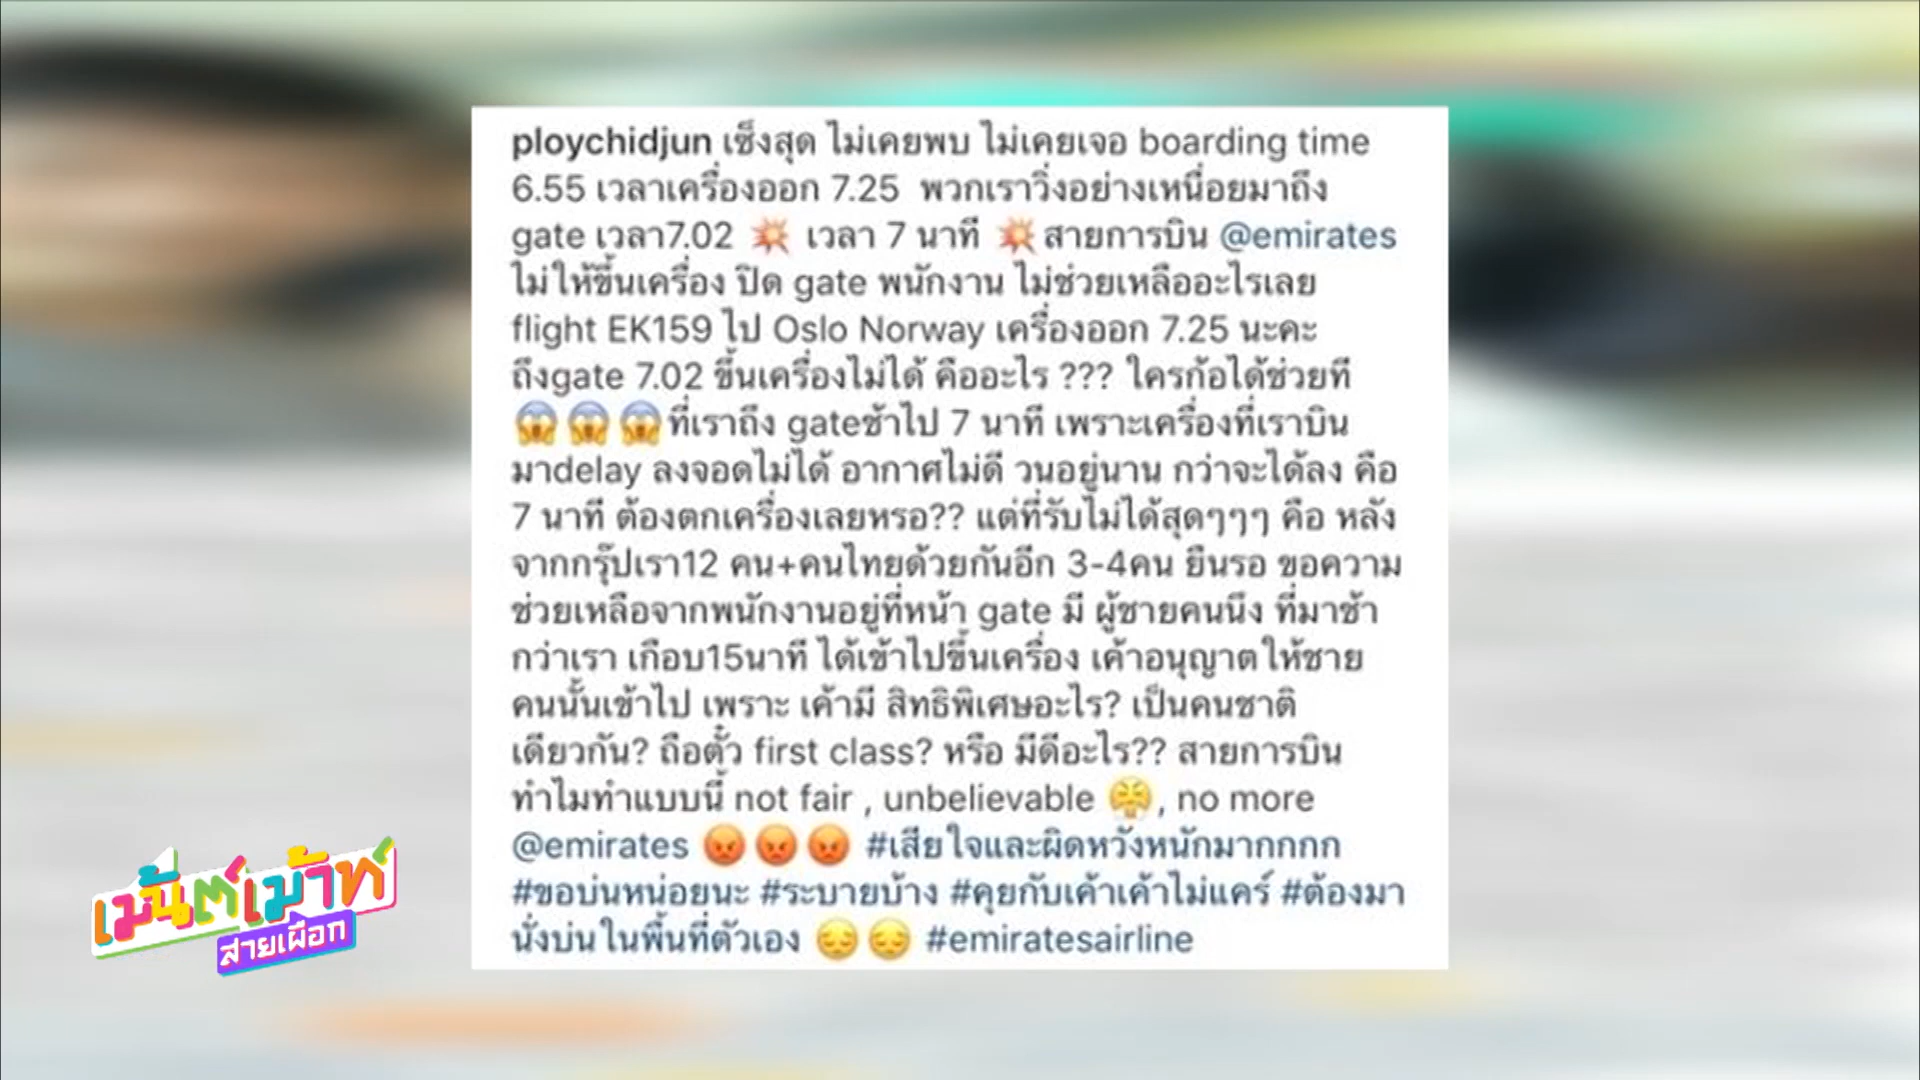 ploychidjun เซ็งสุด ไม่เคยพบ ไม่เคยเจอ boarding time
6.55 เวลาเครื่องออก 7.25 พวกเราวิ่งอย่างเหนื่อยมาถึง
gate เวลา7.02 💥 เวลา 7 นาที 💥 สายการบิน @emirates
ไม่ให้ขึ้นเครื่อง ปิด gate พนักงาน ไม่ช่วยเหลืออะไรเลย
flight EK159 ไป Oslo Norway เครื่องออก 7.25 นะคะ
ถึงgate 7.02 ขึ้นเครื่องไม่ได้ คืออะไร ??? ใครก้อได้ช่วยที
😱😱😱ที่เราถึง gateช้าไป 7 นาที เพราะเครื่องที่เราบิน
มาdelay ลงจอดไม่ได้ อากาศไม่ดี วนอยู่นาน กว่าจะได้ลง คือ
7 นาที ต้องตกเครื่องเลยหรอ?? แต่ที่รับไม่ได้สุดๆๆๆ คือ หลัง
จากกรุ๊ปเรา12 คน+คนไทยด้วยกันอีก 3-4คน ยืนรอ ขอความ
ช่วยเหลือจากพนักงานอยู่ที่หน้า gate มี ผู้ชายคนนึง ที่มาช้า
กว่าเรา เกือบ15นาที ได้เข้าไปขึ้นเครื่อง เค้าอนุญาตให้ชาย
คนนั้นเข้าไป เพราะ เค้ามี สิทธิพิเศษอะไร? เป็นคนชาติ
เดียวกัน? ถือตั๋ว first class? หรือ มีดีอะไร?? สายการบิน
ทำไมทำแบบนี้ not fair , unbelievable 😤, no more
@emirates 😡😡😡 #เสียใจและผิดหวังหนักมากกกก
#ขอบ่นหน่อยนะ #ระบายบ้าง #คุยกับเค้าเค้าไม่แคร์ #ต้องมา
นั่งบ่นในพื้นที่ตัวเอง 😔😔 #emiratesairline
เม้นต์เม้าท์
สายเผือก